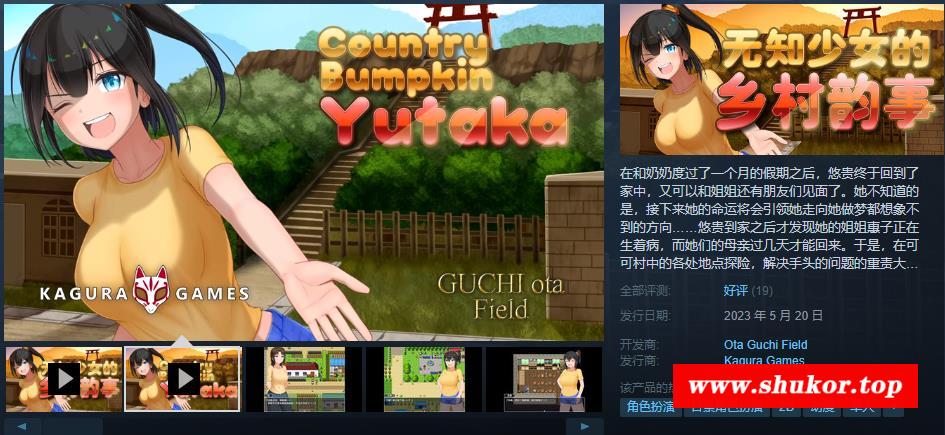 Country
Bumpkin
Yutaka
KAGURA GAMES
GUCHI ota
Field
无知少女的
乡村韵事
在和奶奶度过了一个月的假期之后，悠贵终于回到了
家中，又可以和姐姐还有朋友们见面了。她不知道的
是，接下来她的命运将会引领她走向她做梦都想象不
到的方向……悠贵到家之后才发现她的姐姐惠子正在
生着病，而她们的母亲过几天才能回来。于是，在可
可村中的各处地点探险，解决手头的问题的重责大...
全部评测: 好评 (19)
发行日期: 2023 年 5 月 20 日
开发商: Ota Guchi Field
发行商: Kagura Games
该产品的
www.shukor.top
角色扮演